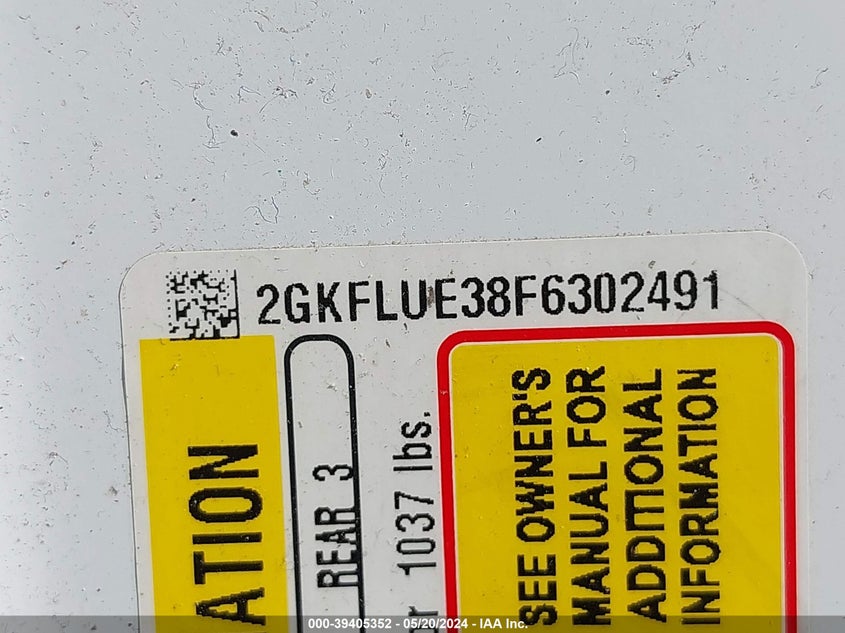 2GKFLUE38F6302491
ATION
REAR 3
or 1037 lbs.
SEE OWNER'S
MANUAL FOR
ADDITIONAL
INFORMATION
000-39405352 - 05/20/2024 - IAA Inc.